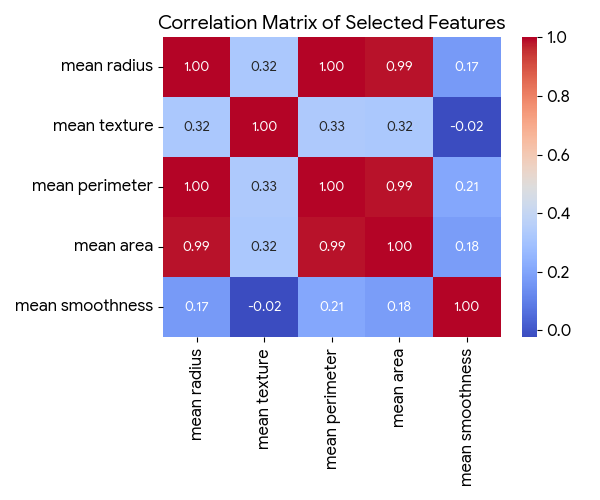 Correlation Matrix of Selected Features
mean radius 1.00 0.32 1.00 0.99 0.17
mean texture 0.32 1.00 0.33 0.32 -0.02
mean perimeter 1.00 0.33 1.00 0.99 0.21
mean area 0.99 0.32 0.99 1.00 0.18
mean smoothness 0.17 -0.02 0.21 0.18 1.00
mean radius
mean texture
mean perimeter
mean area
mean smoothness
1.0
0.8
0.6
0.4
0.2
0.0